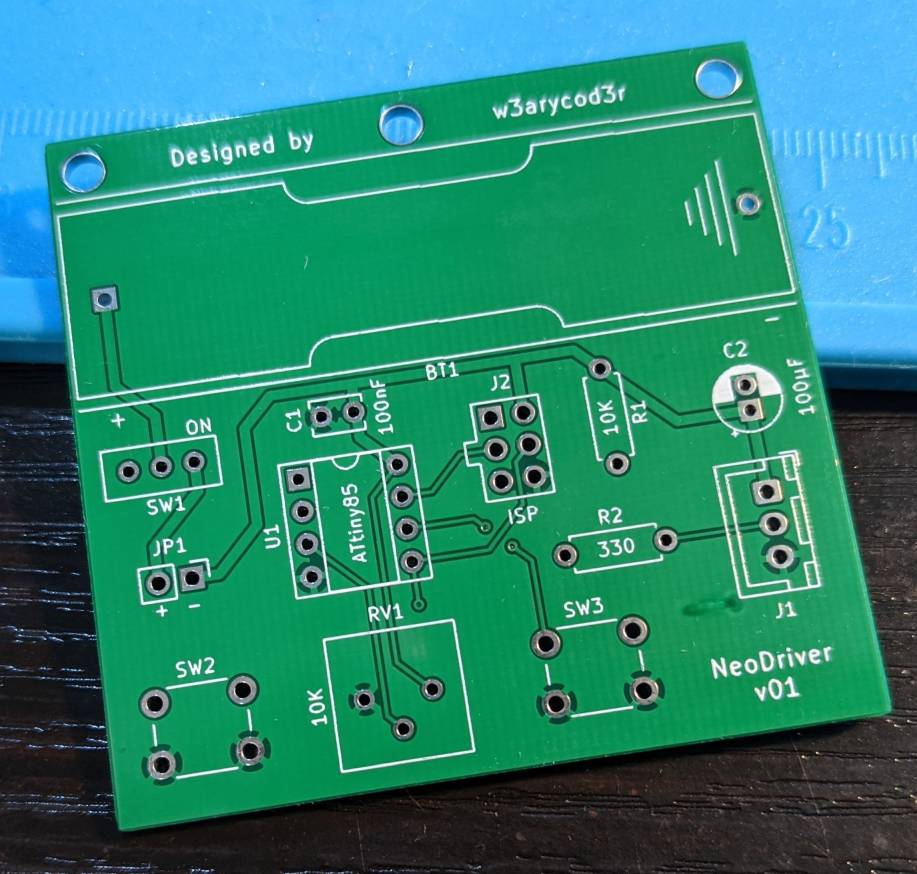 Designed by w3arycod3r
25
-
C2
100µF
BT1
J2
C1
100nF
10K
R1
+
+
ON
SW1
U1
ATtiny85
ISP
R2
330
JP1
+ -
J1
RV1
10K
SW3
SW2
NeoDriver
v01